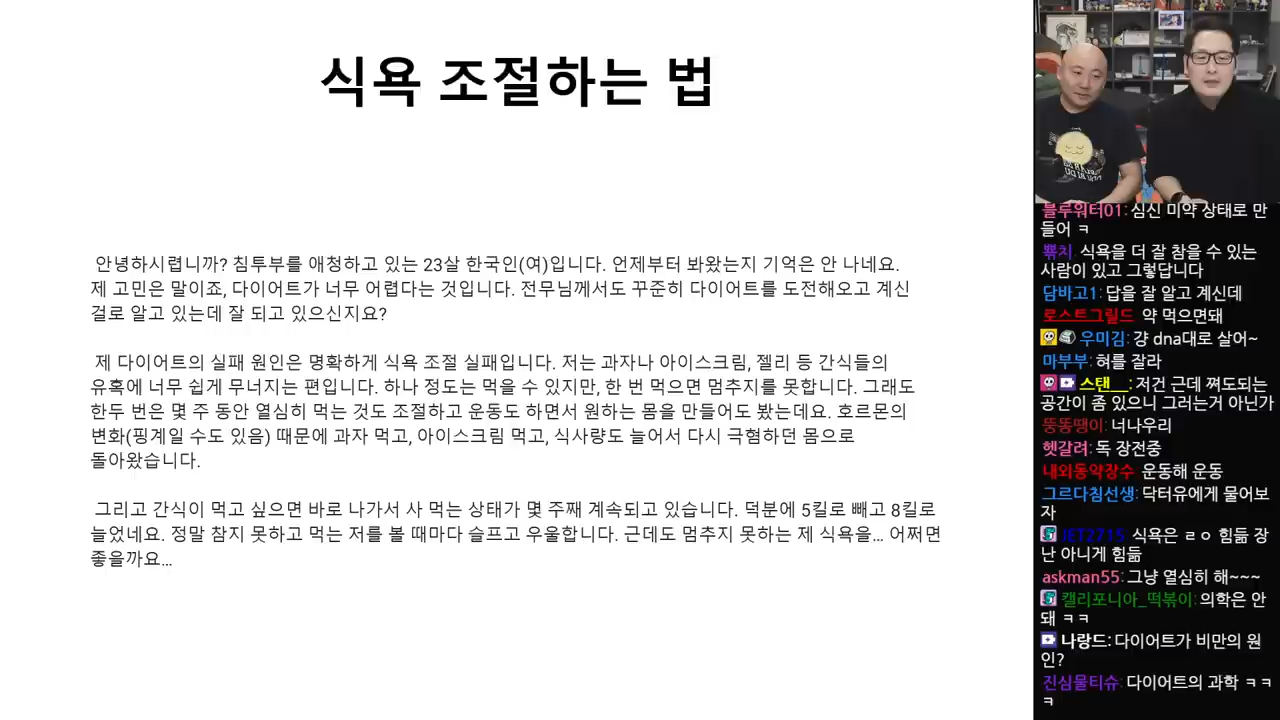 식욕 조절하는 법
안녕하시렵니까? 침투부를 애청하고 있는 23살 한국인(여)입니다. 언제부터 봐왔는지 기억은 안 나네요.
제 고민은 말이죠, 다이어트가 너무 어렵다는 것입니다. 전무님께서도 꾸준히 다이어트를 도전해오고 계신
걸로 알고 있는데 잘 되고 있으신지요?
제 다이어트의 실패 원인은 명확하게 식욕 조절 실패입니다. 저는 과자나 아이스크림, 젤리 등 간식들의
유혹에 너무 쉽게 무너지는 편입니다. 하나 정도는 먹을 수 있지만, 한 번 먹으면 멈추지를 못합니다. 그래도
한두 번은 몇 주 동안 열심히 먹는 것도 조절하고 운동도 하면서 원하는 몸을 만들어도 봤는데요. 호르몬의
변화(핑계일 수도 있음) 때문에 과자 먹고, 아이스크림 먹고, 식사량도 늘어서 다시 극혐하던 몸으로
돌아왔습니다.
그리고 간식이 먹고 싶으면 바로 나가서 사 먹는 상태가 몇 주째 계속되고 있습니다. 덕분에 5킬로 빼고 8킬로
늘었네요. 정말 참지 못하고 먹는 저를 볼 때마다 슬프고 우울합니다. 근데도 멈추지 못하는 제 식욕을... 어쩌면
좋을까요...
블루워터01: 심신 미약 상태로 만
들어 ㅋ
뾲치: 식욕을 더 잘 참을 수 있는
사람이 있고 그렇답니다
담바고1: 답을 잘 알고 계신데
로스트그릴드 약 먹으면돼
우미김: 걍 dna대로 살어~
마부부: 혀를 잘라
스탠__: 저건 근데 쪄도되는
공간이 좀 있으니 그러는거 아닌가
뚱똥땡이: 너나우리
헷갈려: 독 장전중
내외동약장수 운동해 운동
그르다침선생: 닥터유에게 물어보
자
JET2715: 식욕은 ㄹㅇ 힘듦 장
난 아니게 힘듦
askman55: 그냥 열심히 해~~~
캘리포니아_떡볶이: 의학은 안
돼 ㅋㅋ
나랑드: 다이어트가 비만의 원
인?
진심물티슈: 다이어트의 과학 ㅋㅋ
ㅋ